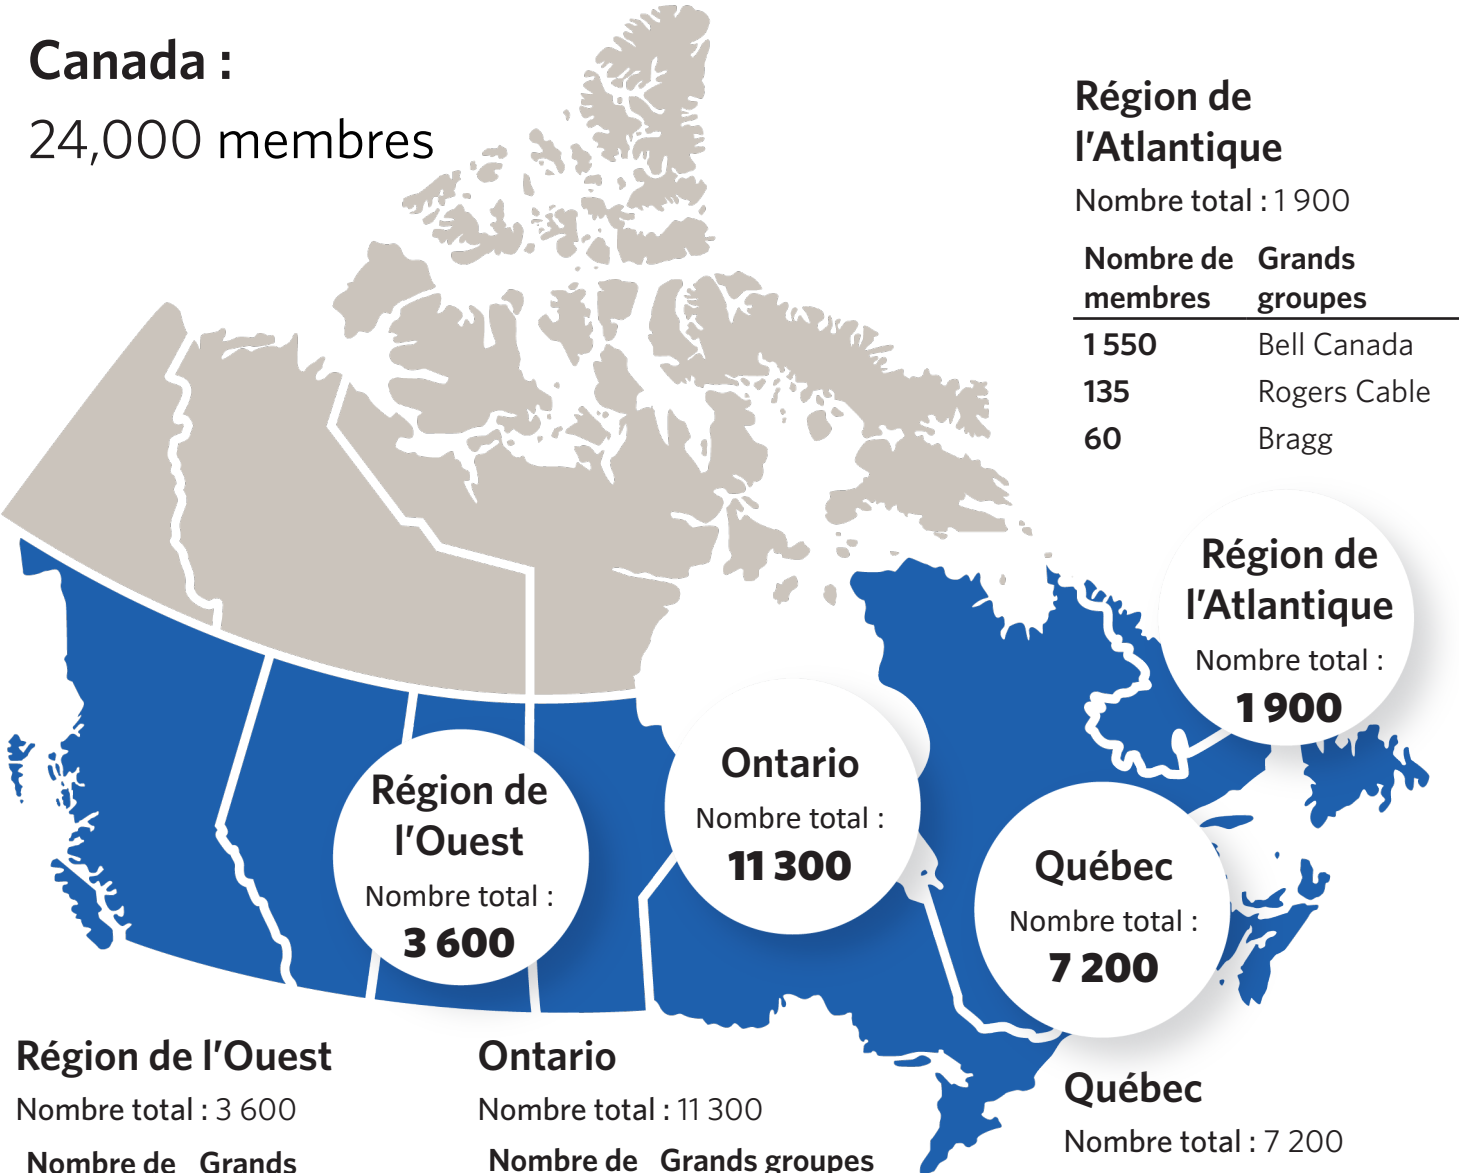 Canada :
24,000 membres
Région de
l'Atlantique
Nombre total : 1 900
Nombre de Grands
membres groupes
1 550 Bell Canada
135 Rogers Cable
60 Bragg
Région de
l'Atlantique
Nombre total :
1 900
Ontario
Nombre total :
11 300
Région de
l'Ouest
Nombre total :
3 600
Québec
Nombre total :
7 200
Région de l'Ouest
Nombre total : 3 600
Nombre de Grands
Ontario
Nombre total : 11 300
Nombre de Grands groupes
Québec
Nombre total : 7 200